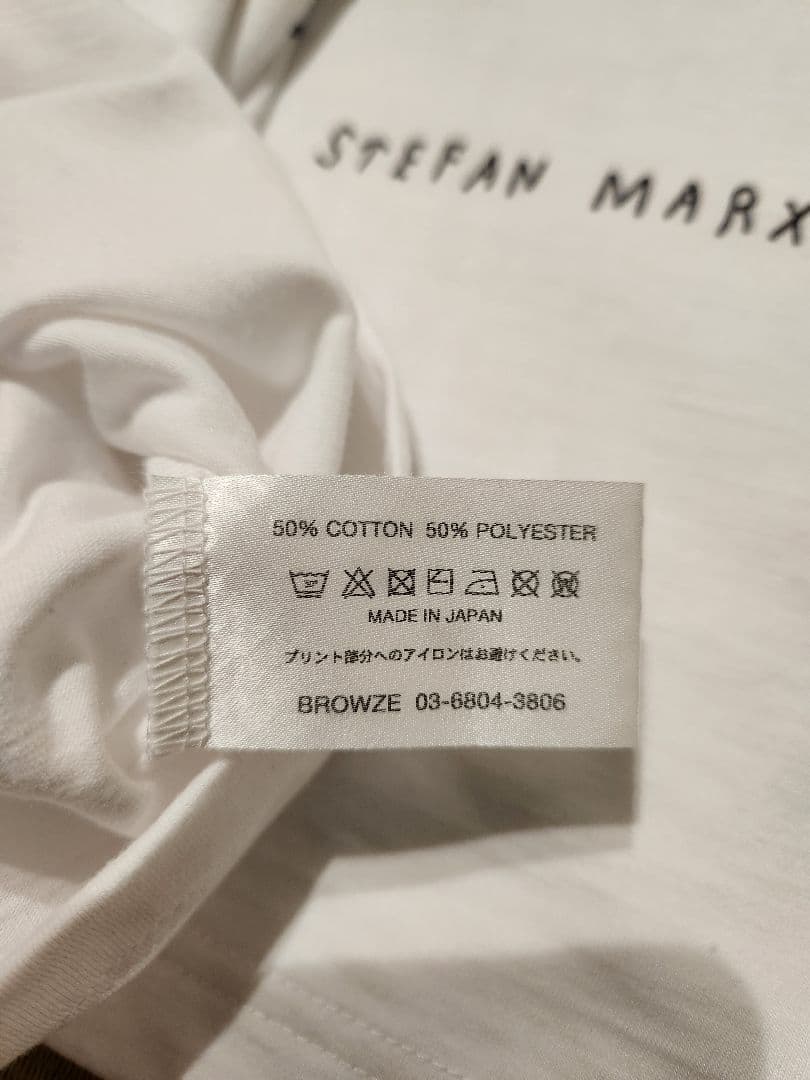 STEFAN MARX
50% COTTON 50% POLYESTER
MADE IN JAPAN
プリント部分へのアイロンはお避けください。
BROWZE 03-6804-3806